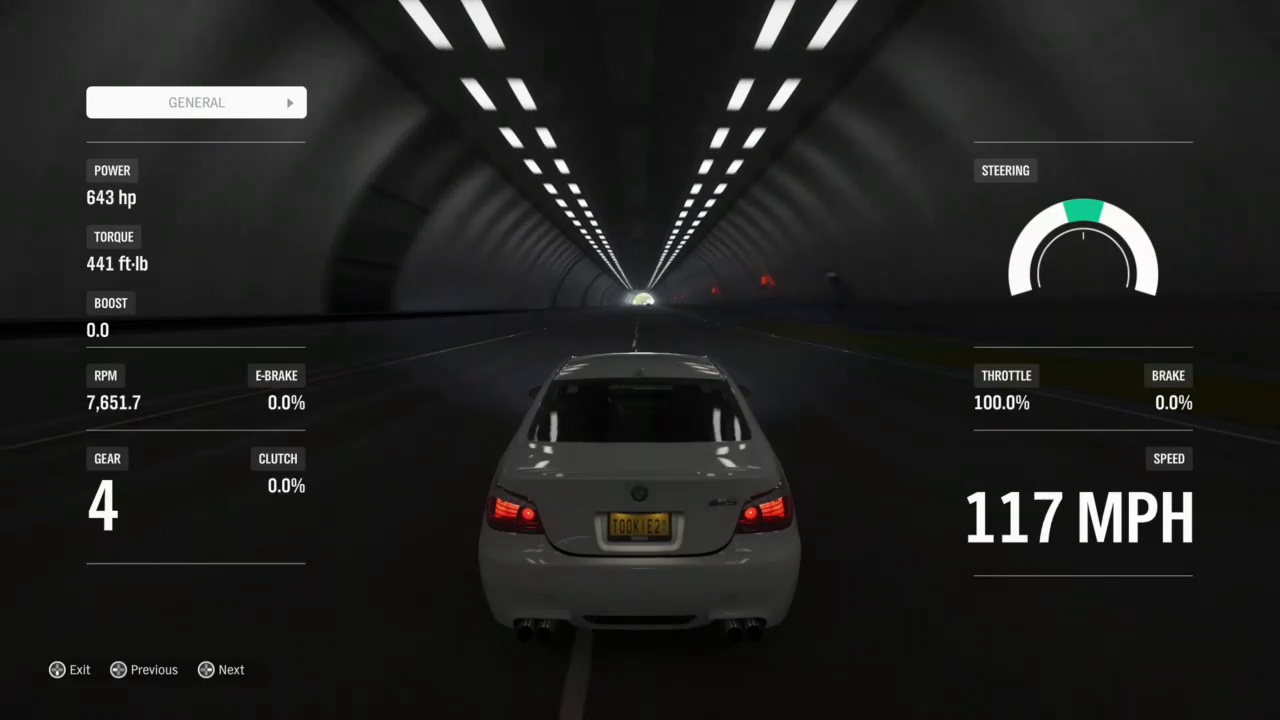 GENERAL
POWER
643 hp
TORQUE
441 ft·lb
BOOST
0.0
RPM
7,651.7
E-BRAKE
0.0%
GEAR
4
CLUTCH
0.0%
STEERING
THROTTLE
100.0%
BRAKE
0.0%
SPEED
117 MPH
TOOKIE2
Exit
Previous
Next